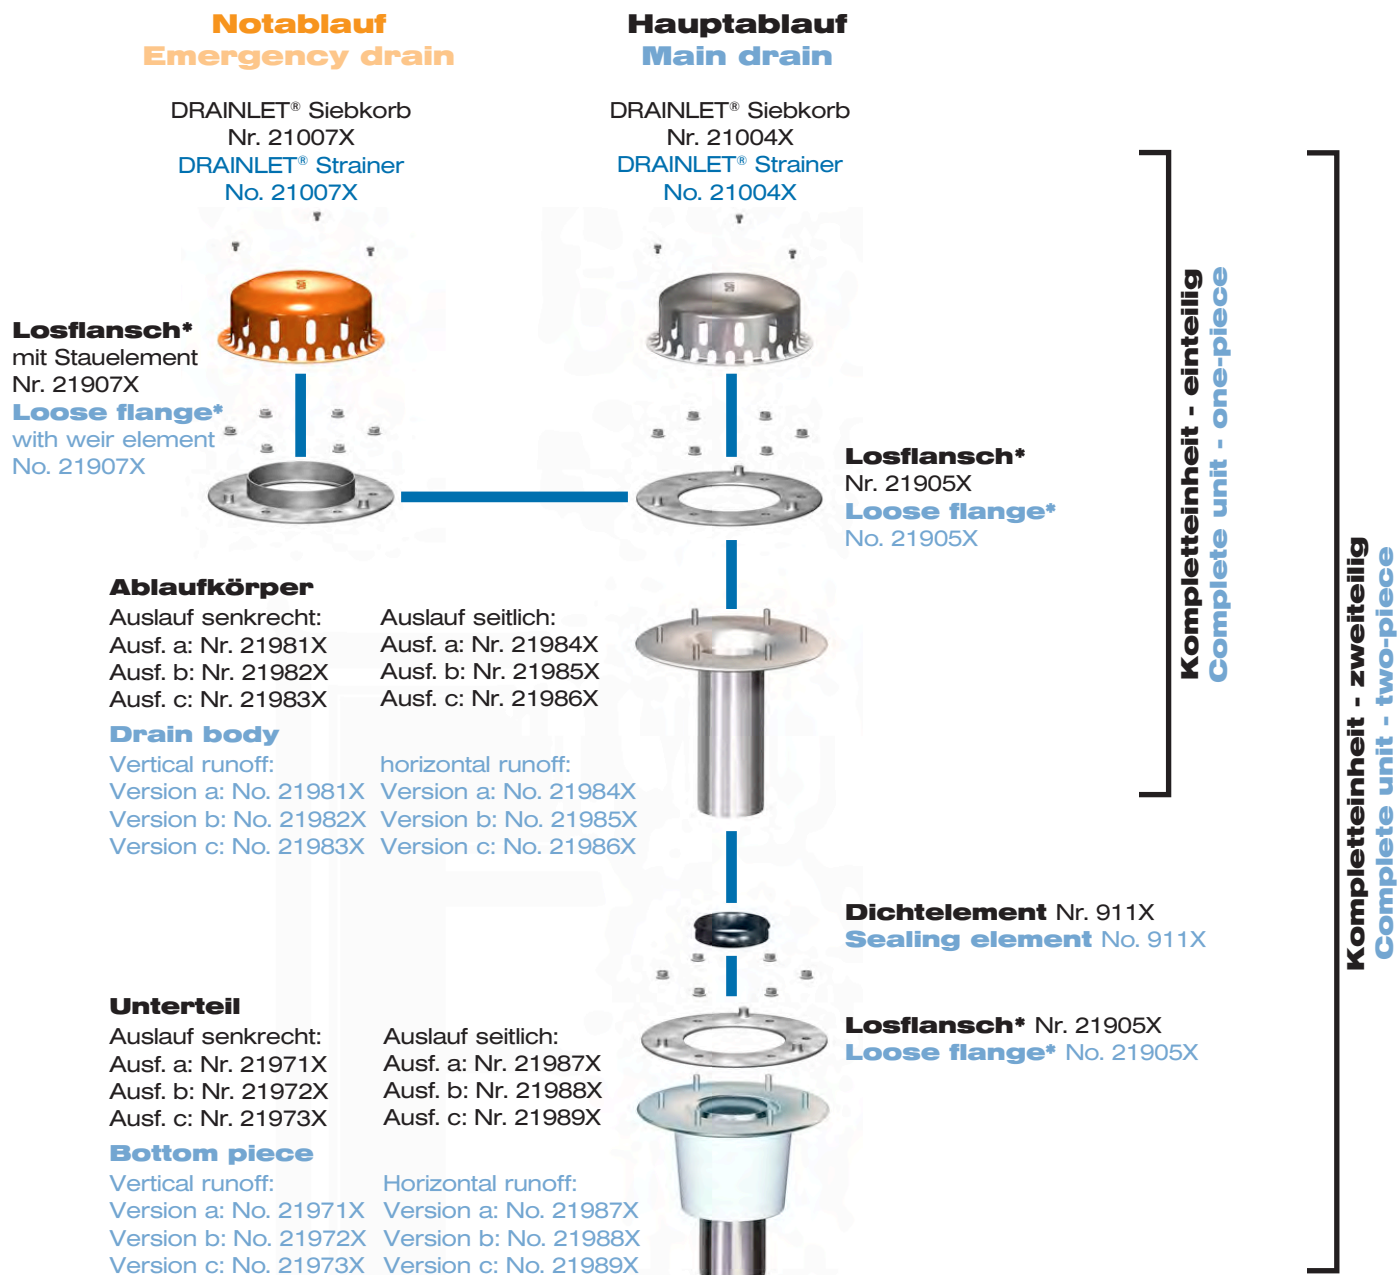 Notablauf
Emergency drain
DRAINLET® Siebkorb
Nr. 21007X
DRAINLET® Strainer
No. 21007X
Hauptablauf
Main drain
DRAINLET® Siebkorb
Nr. 21004X
DRAINLET® Strainer
No. 21004X
Losflansch*
mit Stauelement
Nr. 21907X
Loose flange*
with weir element
No. 21907X
Losflansch*
Nr. 21905X
Loose flange*
No. 21905X
Ablaufkörper
Auslauf senkrecht:
Ausf. a: Nr. 21981X
Ausf. b: Nr. 21982X
Ausf. c: Nr. 21983X
Auslauf seitlich:
Ausf. a: Nr. 21984X
Ausf. b: Nr. 21985X
Ausf. c: Nr. 21986X
Drain body
Vertical runoff:
Version a: No. 21981X
Version b: No. 21982X
Version c: No. 21983X
horizontal runoff:
Version a: No. 21984X
Version b: No. 21985X
Version c: No. 21986X
Dichtelement Nr. 911X
Sealing element No. 911X
Losflansch* Nr. 21905X
Loose flange* No. 21905X
Unterteil
Auslauf senkrecht:
Ausf. a: Nr. 21971X
Ausf. b: Nr. 21972X
Ausf. c: Nr. 21973X
Auslauf seitlich:
Ausf. a: Nr. 21987X
Ausf. b: Nr. 21988X
Ausf. c: Nr. 21989X
Bottom piece
Vertical runoff:
Version a: No. 21971X
Version b: No. 21972X
Version c: No. 21973X
Horizontal runoff:
Version a: No. 21987X
Version b: No. 21988X
Version c: No. 21989X
Kompletteinheit - einteilig
Complete unit - one-piece
Kompletteinheit - zweiteilig
Complete unit - two-piece